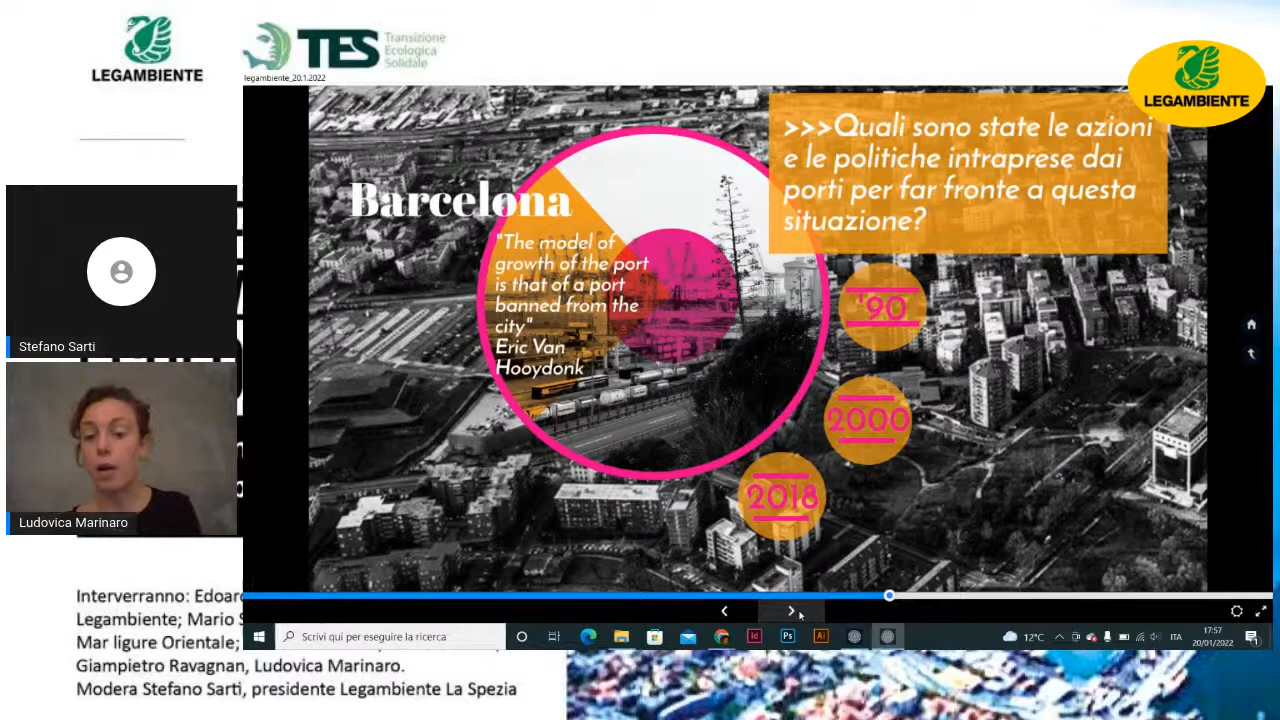 LEGAMBIENTE
TES
Transizione
Ecologica
Solidale
legambiente_20.1.2022
LEGAMBIENTE
>>>Quali sono state le azioni
e le politiche intraprese dai
porti per far fronte a questa
situazione?
Barcelona
"The model of
growth of the port
is that of a port
banned from the
city"
Eric Van
Hooydonk
'90
2000
2018
Stefano Sarti
Ludovica Marinaro
Interverranno:
Legambiente; Mario
Mar ligure Orientale;
Giampietro Ravagnan, Ludovica Marinaro.
Modera Stefano Sarti, presidente Legambiente La Spezia
Scrivi qui per eseguire la ricerca
Id
Ps
Ai
12°C
ITA
17:57
20/01/2022